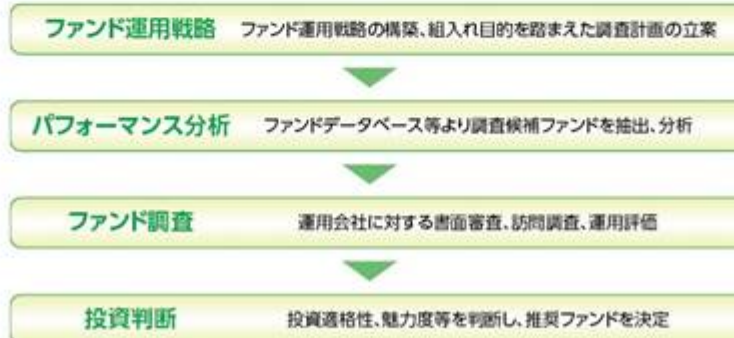 ファンド運用戦略 ファンド運用戦略の構築、組入れ目的を踏まえた調査計画の立案
パフォーマンス分析 ファンドデータベース等より調査候補ファンドを抽出、分析
ファンド調査 運用会社に対する書面審査、訪問調査、運用評価
投資判断 投資適格性、魅力度等を判断し、推奨ファンドを決定